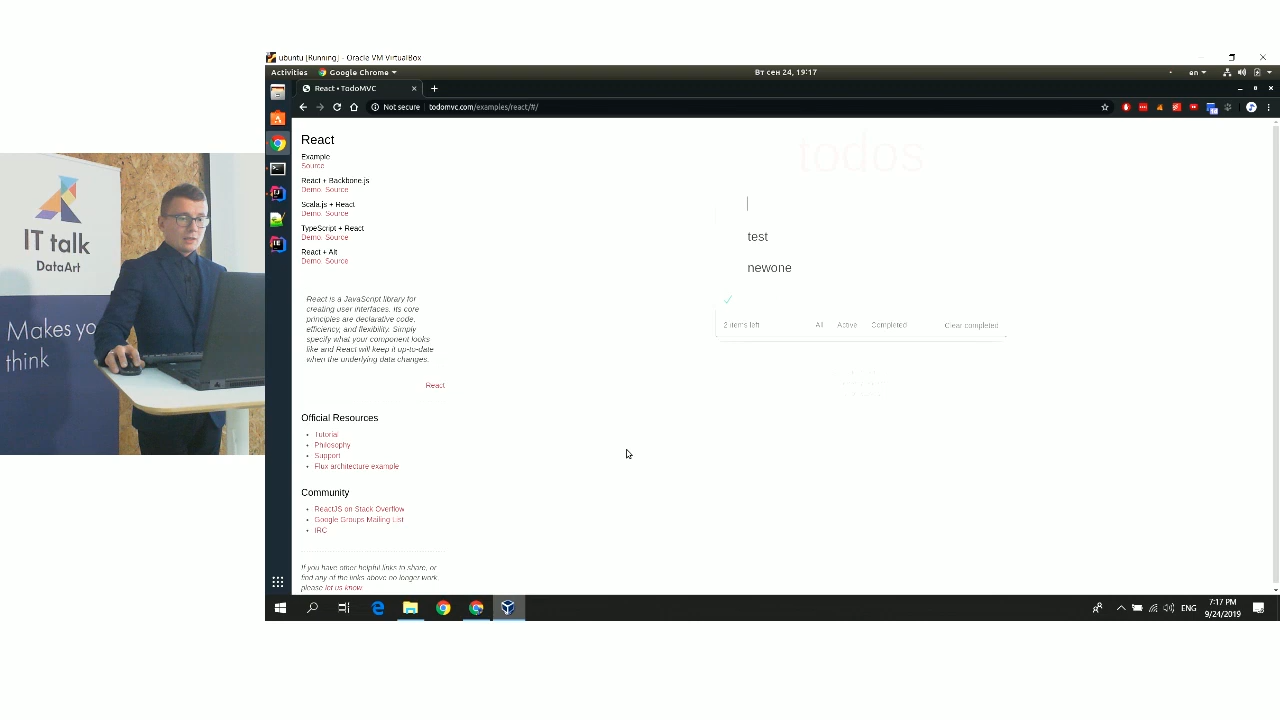 IT talk
DataArt
Makes yo
think
ubuntu [Running] - Oracle VM VirtualBox
Activities
Google Chrome
Вт сен 24, 19:17
en
React • TodoMVC
Not secure
todomvc.com/examples/react/#/
React
Example
Source
React + Backbone.js
Demo, Source
Scala.js + React
Demo, Source
TypeScript + React
Demo, Source
React + Alt
Demo, Source
React is a JavaScript library for
creating user interfaces. Its core
principles are declarative code,
efficiency, and flexibility. Simply
specify what your component looks
like and React will keep it up-to-date
when the underlying data changes.
React
Official Resources
Tutorial
Philosophy
Support
Flux architecture example
Community
ReactJS on Stack Overflow
Google Groups Mailing List
IRC
If you have other helpful links to share, or
find any of the links above no longer work,
please let us know.
todos
test
newone
2 items left
All
Active
Completed
Clear completed
ENG
7:17 PM
9/24/2019